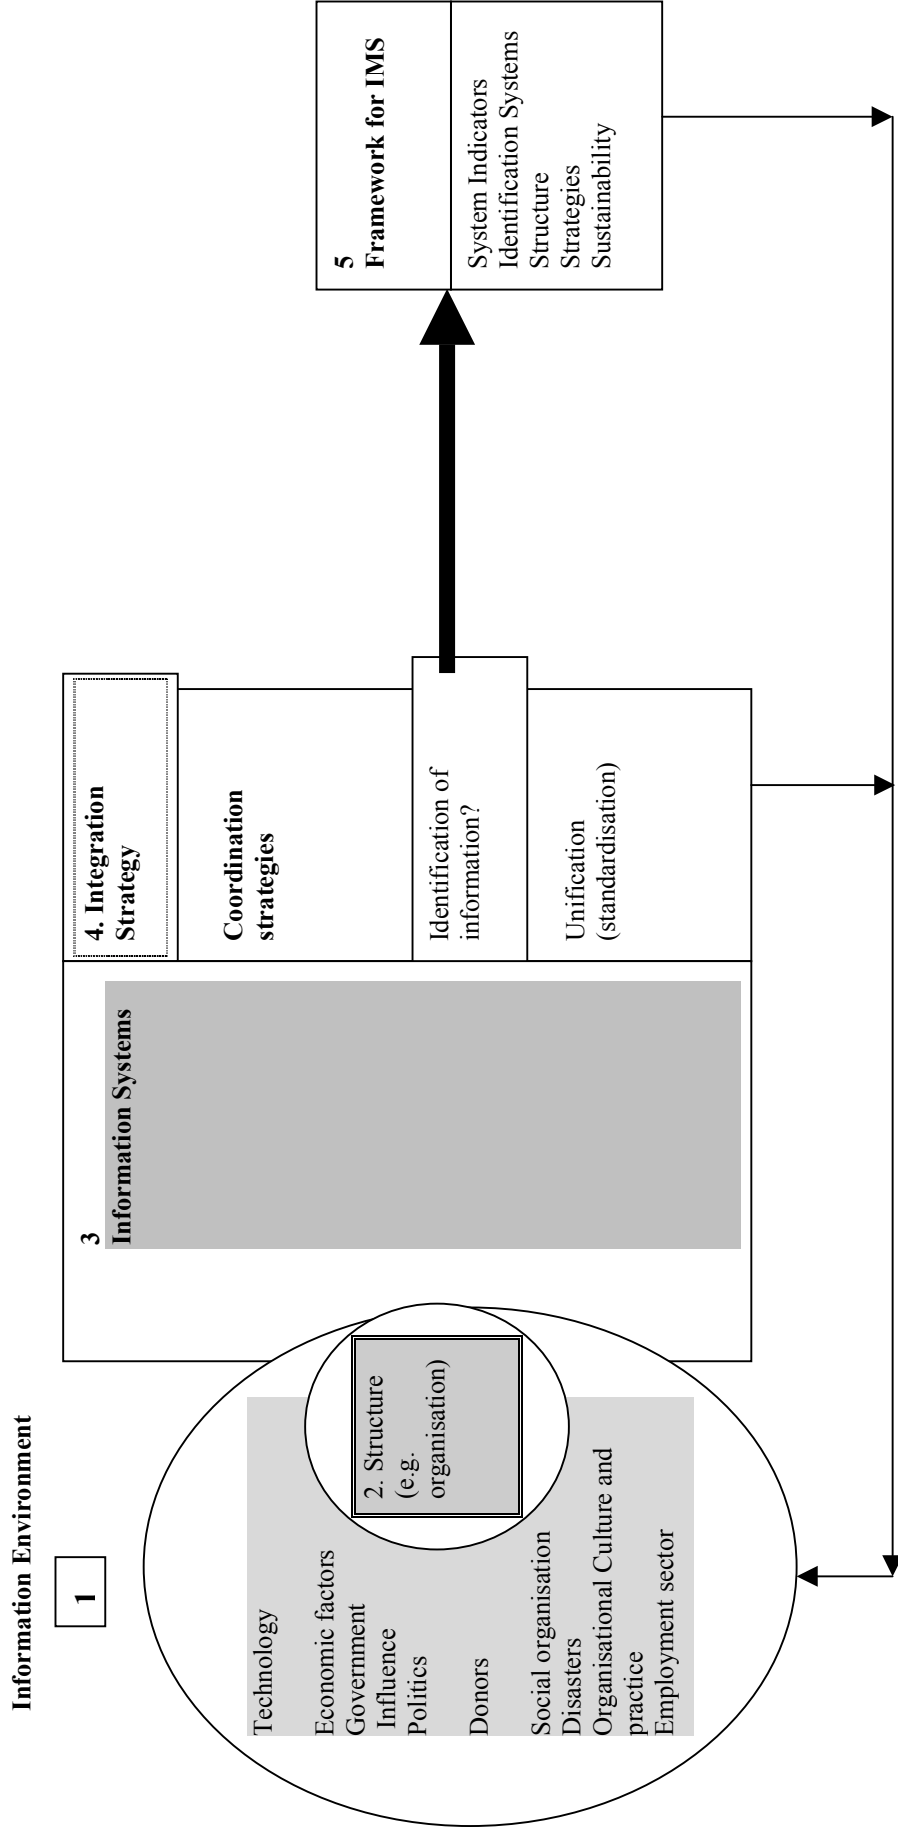 Information Environment
1
Technology
Economic factors
Government
Influence
Politics
Donors
Social organisation
Disasters
Organisational Culture and
practice
Employment sector
2. Structure
(e.g.
organisation)
3
Information Systems
4. Integration
Strategy
Coordination
strategies
Identification of
information?
Unification
(standardisation)
5
Framework for IMS
System Indicators
Identification Systems
Structure
Strategies
Sustainability